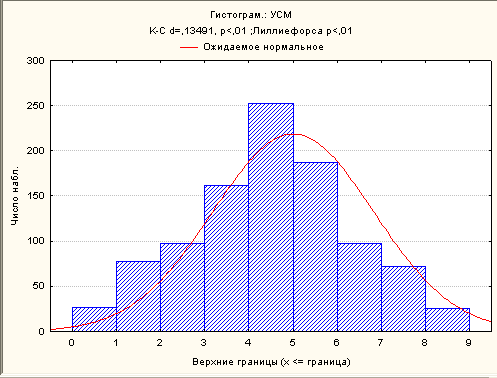 Гистограм.: УСМ
К-С d=,13491, p<,01 ;Лиллиефорса p<,01
Ожидаемое нормальное
300
250
200
150
100
50
0
Число набл.
0 1 2 3 4 5 6 7 8 9
Верхние границы (x <= граница)